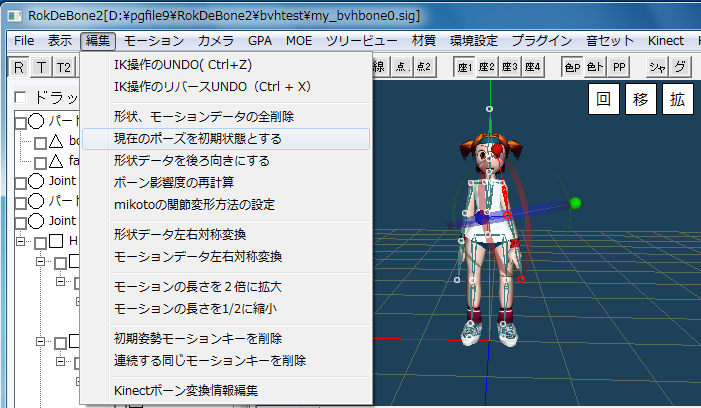 RokDeBone2[D:¥pgfile9¥RokDeBone2¥bvhtest¥my_bvhbone0.sig]
File 表示 編集 モーション カメラ GPA MOE ツリービュー 材質 環境設定 プラグイン 音セット Kinect
R T T2 線 点. 点2 座1 座2 座3 座4 色P 色ト PP シャ グ
ドラッ
回 移 拡
パート
bo
fa
Joint
パート
パート
Joint
H
IK操作のUNDO( Ctrl+Z)
IK操作のリバースUNDO（Ctrl + X）
形状、モーションデータの全削除
現在のポーズを初期状態とする
形状データを後ろ向きにする
ボーン影響度の再計算
mikotoの関節変形方法の設定
形状データ左右対称変換
モーションデータ左右対称変換
モーションの長さを２倍に拡大
モーションの長さを1/2に縮小
初期姿勢モーションキーを削除
連続する同じモーションキーを削除
Kinectボーン変換情報編集